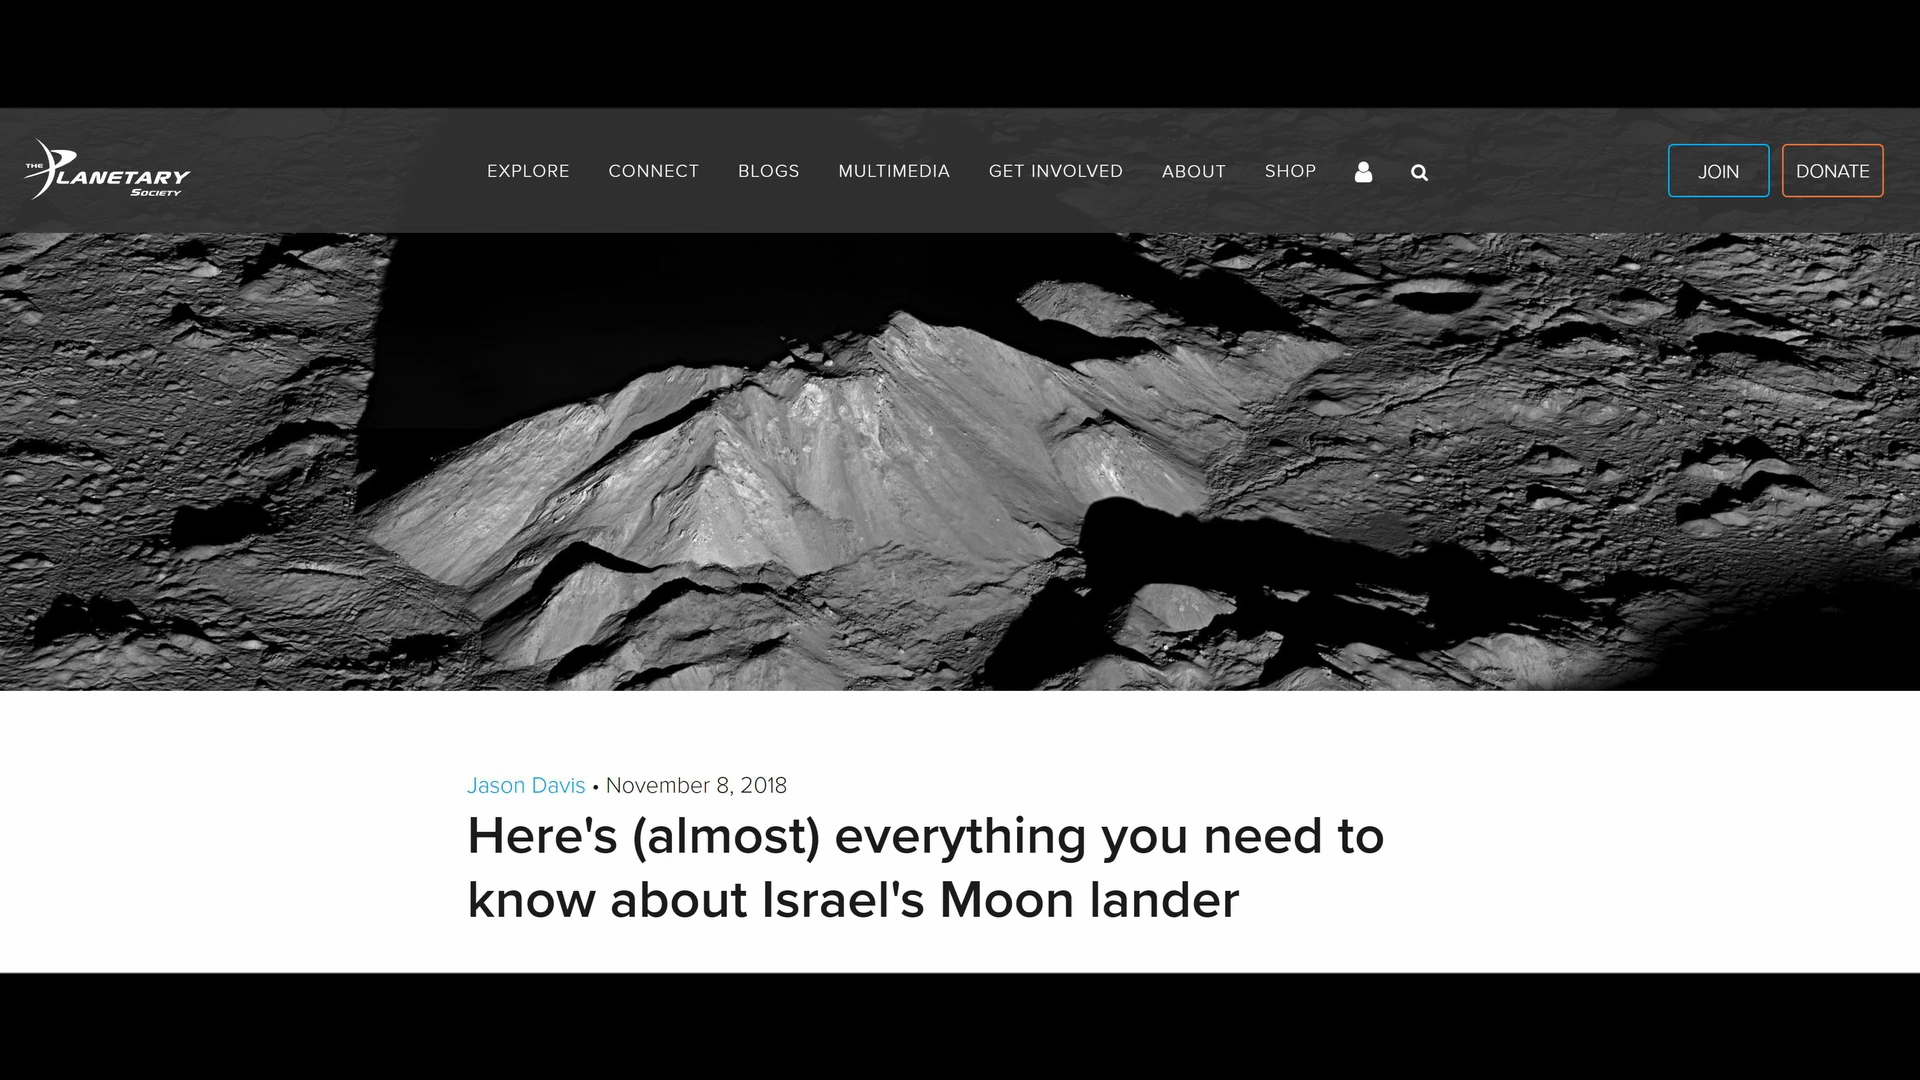 THE PLANETARY SOCIETY
EXPLORE CONNECT BLOGS MULTIMEDIA GET INVOLVED ABOUT SHOP JOIN DONATE
Jason Davis • November 8, 2018
Here's (almost) everything you need to
know about Israel's Moon lander